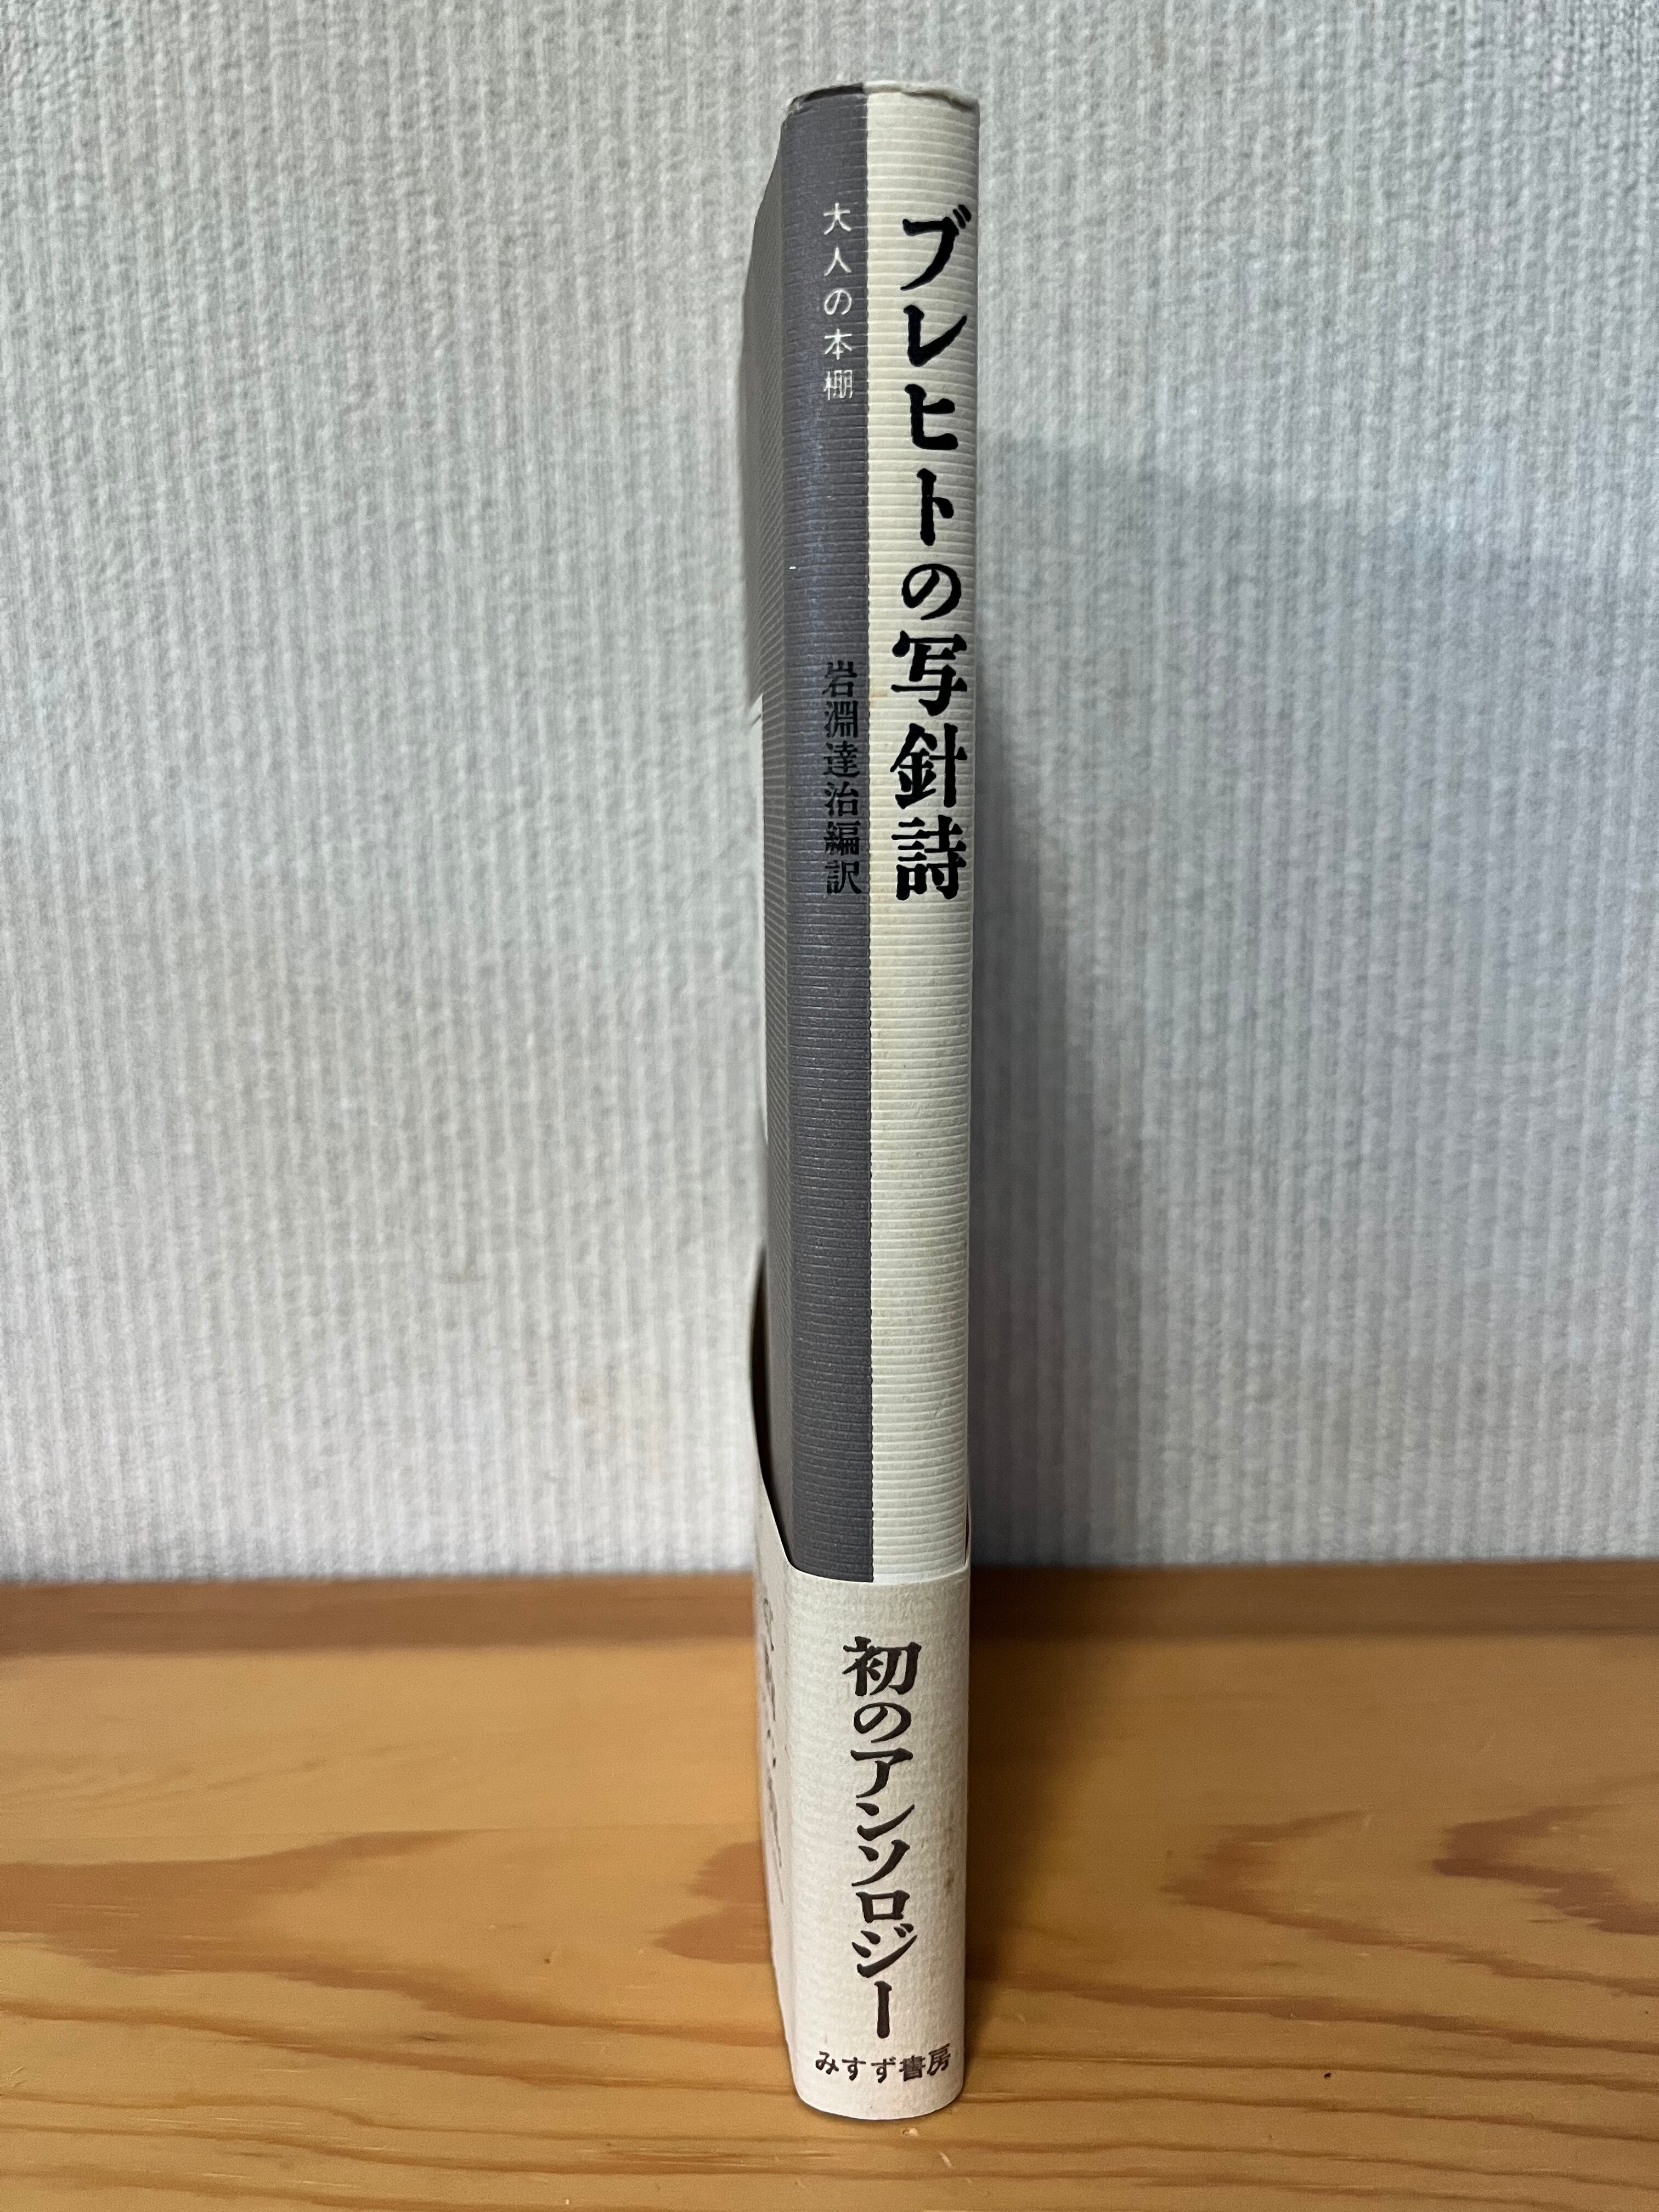 ブレヒトの写針詩
大人の本棚
岩淵達治編訳
初のアンソロジー
みすず書房